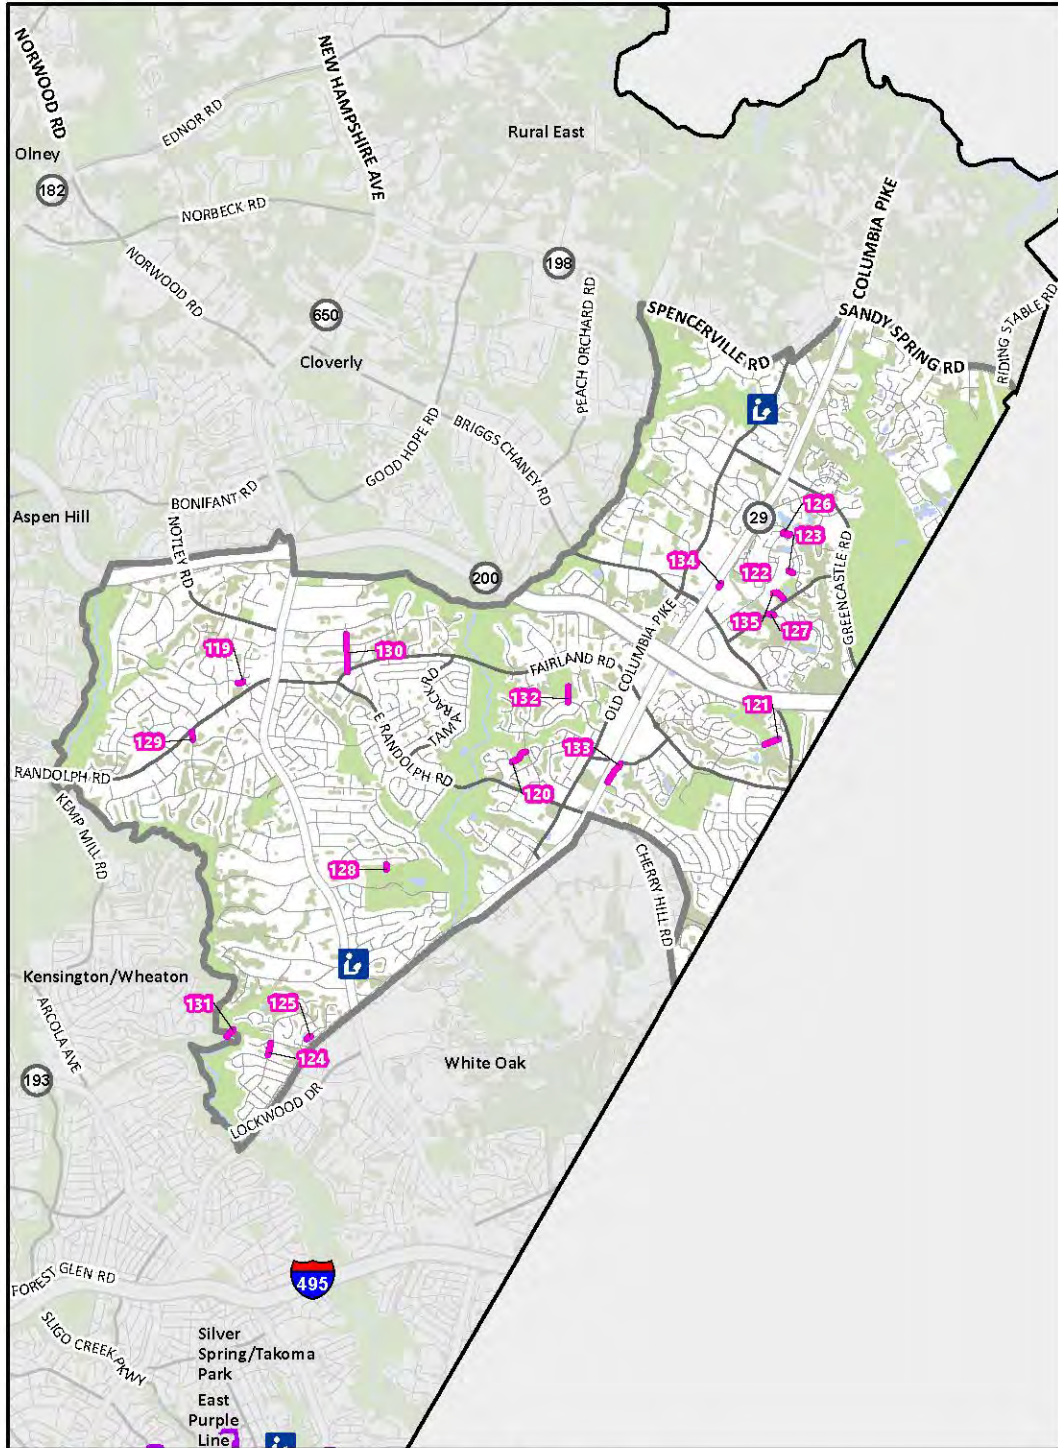 NORWOOD RD
EDNOR RD
NEW HAMPSHIRE AVE
Rural East
Olney
182
NORBECK RD
COLUMBIA PIKE
NORWOOD RD
198
650
PEACH ORCHARD RD
SPENCERVILLE RD
SANDY SPRING RD
RIDING STABLE RD
Cloverly
GOOD HOPE RD
BRIGGS CHANEY RD
BONIFANT RD
Aspen Hill
NOTLEY RD
29
126
123
134
122
GREENCASTLE RD
200
135
127
119
130
FAIRLAND RD
OLD COLUMBIA PIKE
TAMARACK RD
132
121
129
E RANDOLPH RD
133
RANDOLPH RD
120
KEMP MILL RD
128
CHERRY HILL RD
Kensington/Wheaton
131
125
ARCOLA AVE
124
White Oak
193
LOCKWOOD DR
FOREST GLEN RD
495
SLIGO CREEK PKWY
Silver
Spring/Takoma
Park
East
Purple
Line